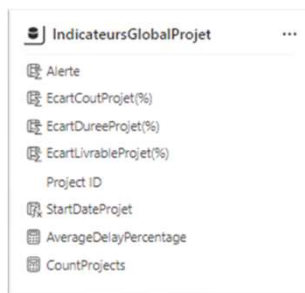 IndicateursGlobalProjet
Alerte
EcartCoutProjet(%)
EcartDureeProjet(%)
EcartLivrableProjet(%)
Project ID
StartDateProjet
AverageDelayPercentage
CountProjects